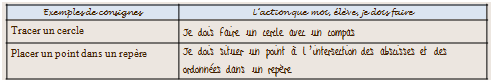 Exemples de consignes
L'action que moi, élève, je dois faire
Tracer un cercle
Je dois faire un cercle avec un compas
Placer un point dans un repère
Je dois situer un point à l'intersection des abscisses et des
ordonnées dans un repère